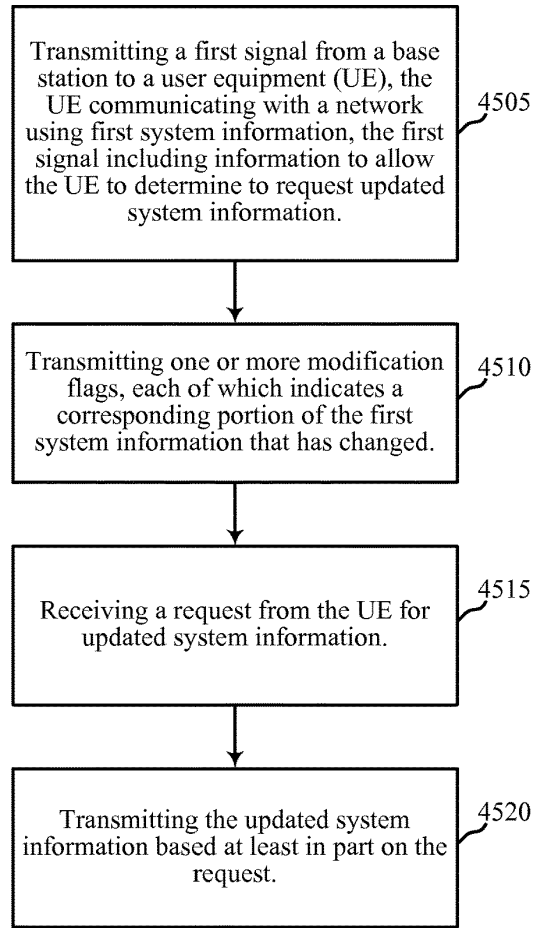 Transmitting a first signal from a base
station to a user equipment (UE), the
UE communicating with a network
using first system information, the first
signal including information to allow
the UE to determine to request updated
system information.
4505
Transmitting one or more modification
flags, each of which indicates a
corresponding portion of the first
system information that has changed.
4510
Receiving a request from the UE for
updated system information.
4515
Transmitting the updated system
information based at least in part on the
request.
4520